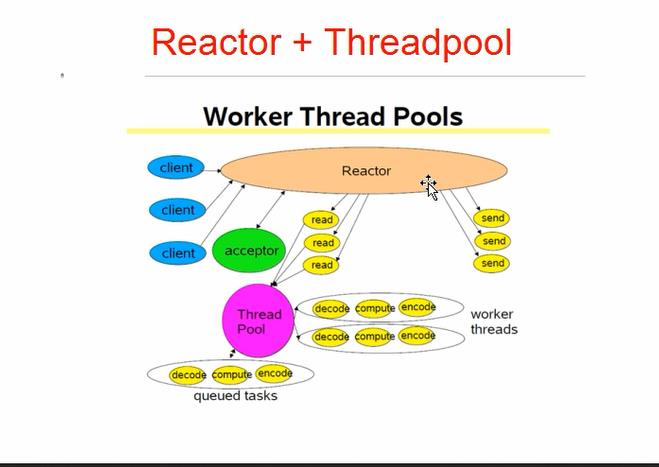 Reactor + Threadpool
Worker Thread Pools
client
Reactor
client
client
acceptor
read
read
read
send
send
send
Thread
Pool
decode compute encode
decode compute encode
worker
threads
decode compute encode
queued tasks